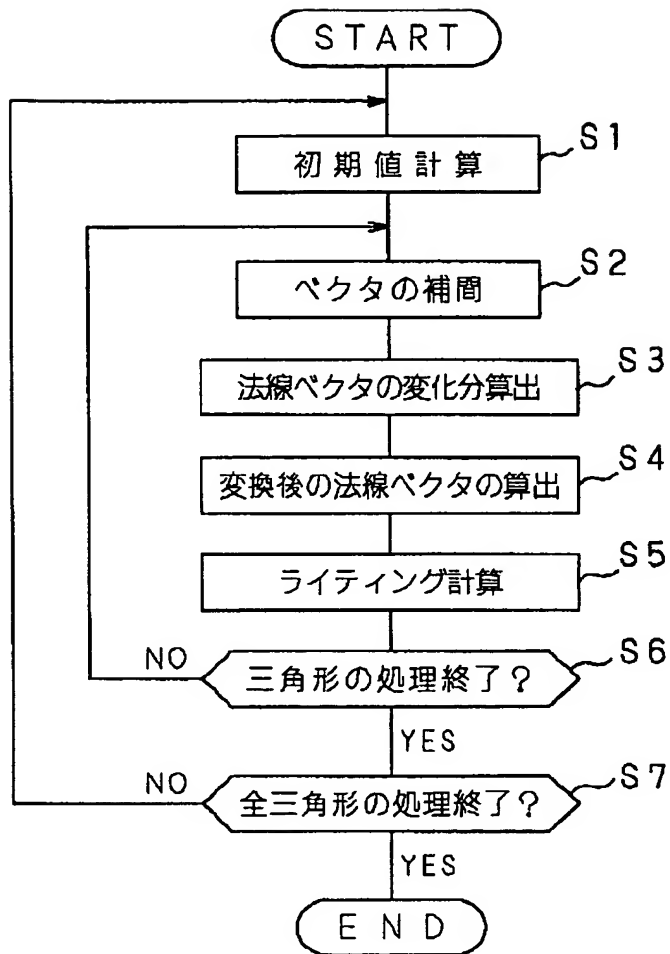 START
初期値計算
S1
ベクタの補間
S2
法線ベクタの変化分算出
S3
変換後の法線ベクタの算出
S4
ライティング計算
S5
三角形の処理終了？
S6
NO
YES
全三角形の処理終了？
S7
NO
YES
END